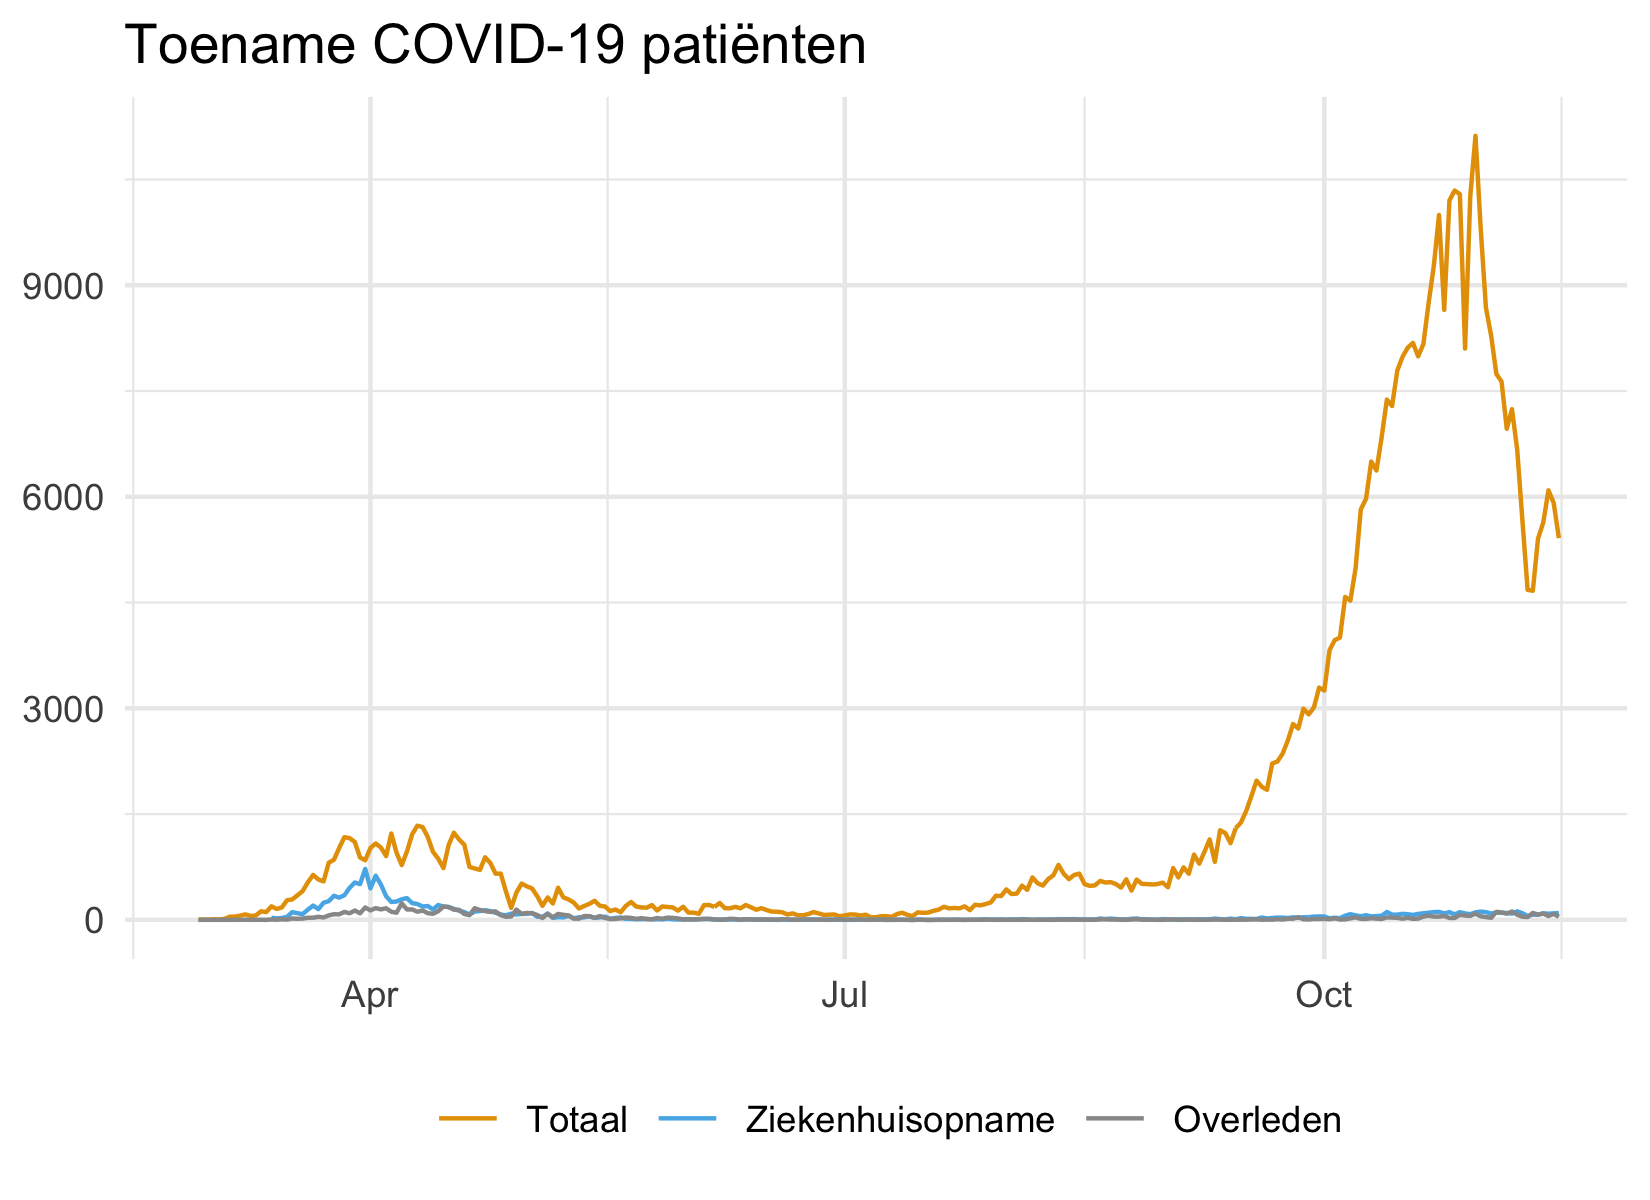 Toename COVID-19 patiënten
9000
6000
3000
0
Apr Jul Oct
Totaal Ziekenhuisopname Overleden